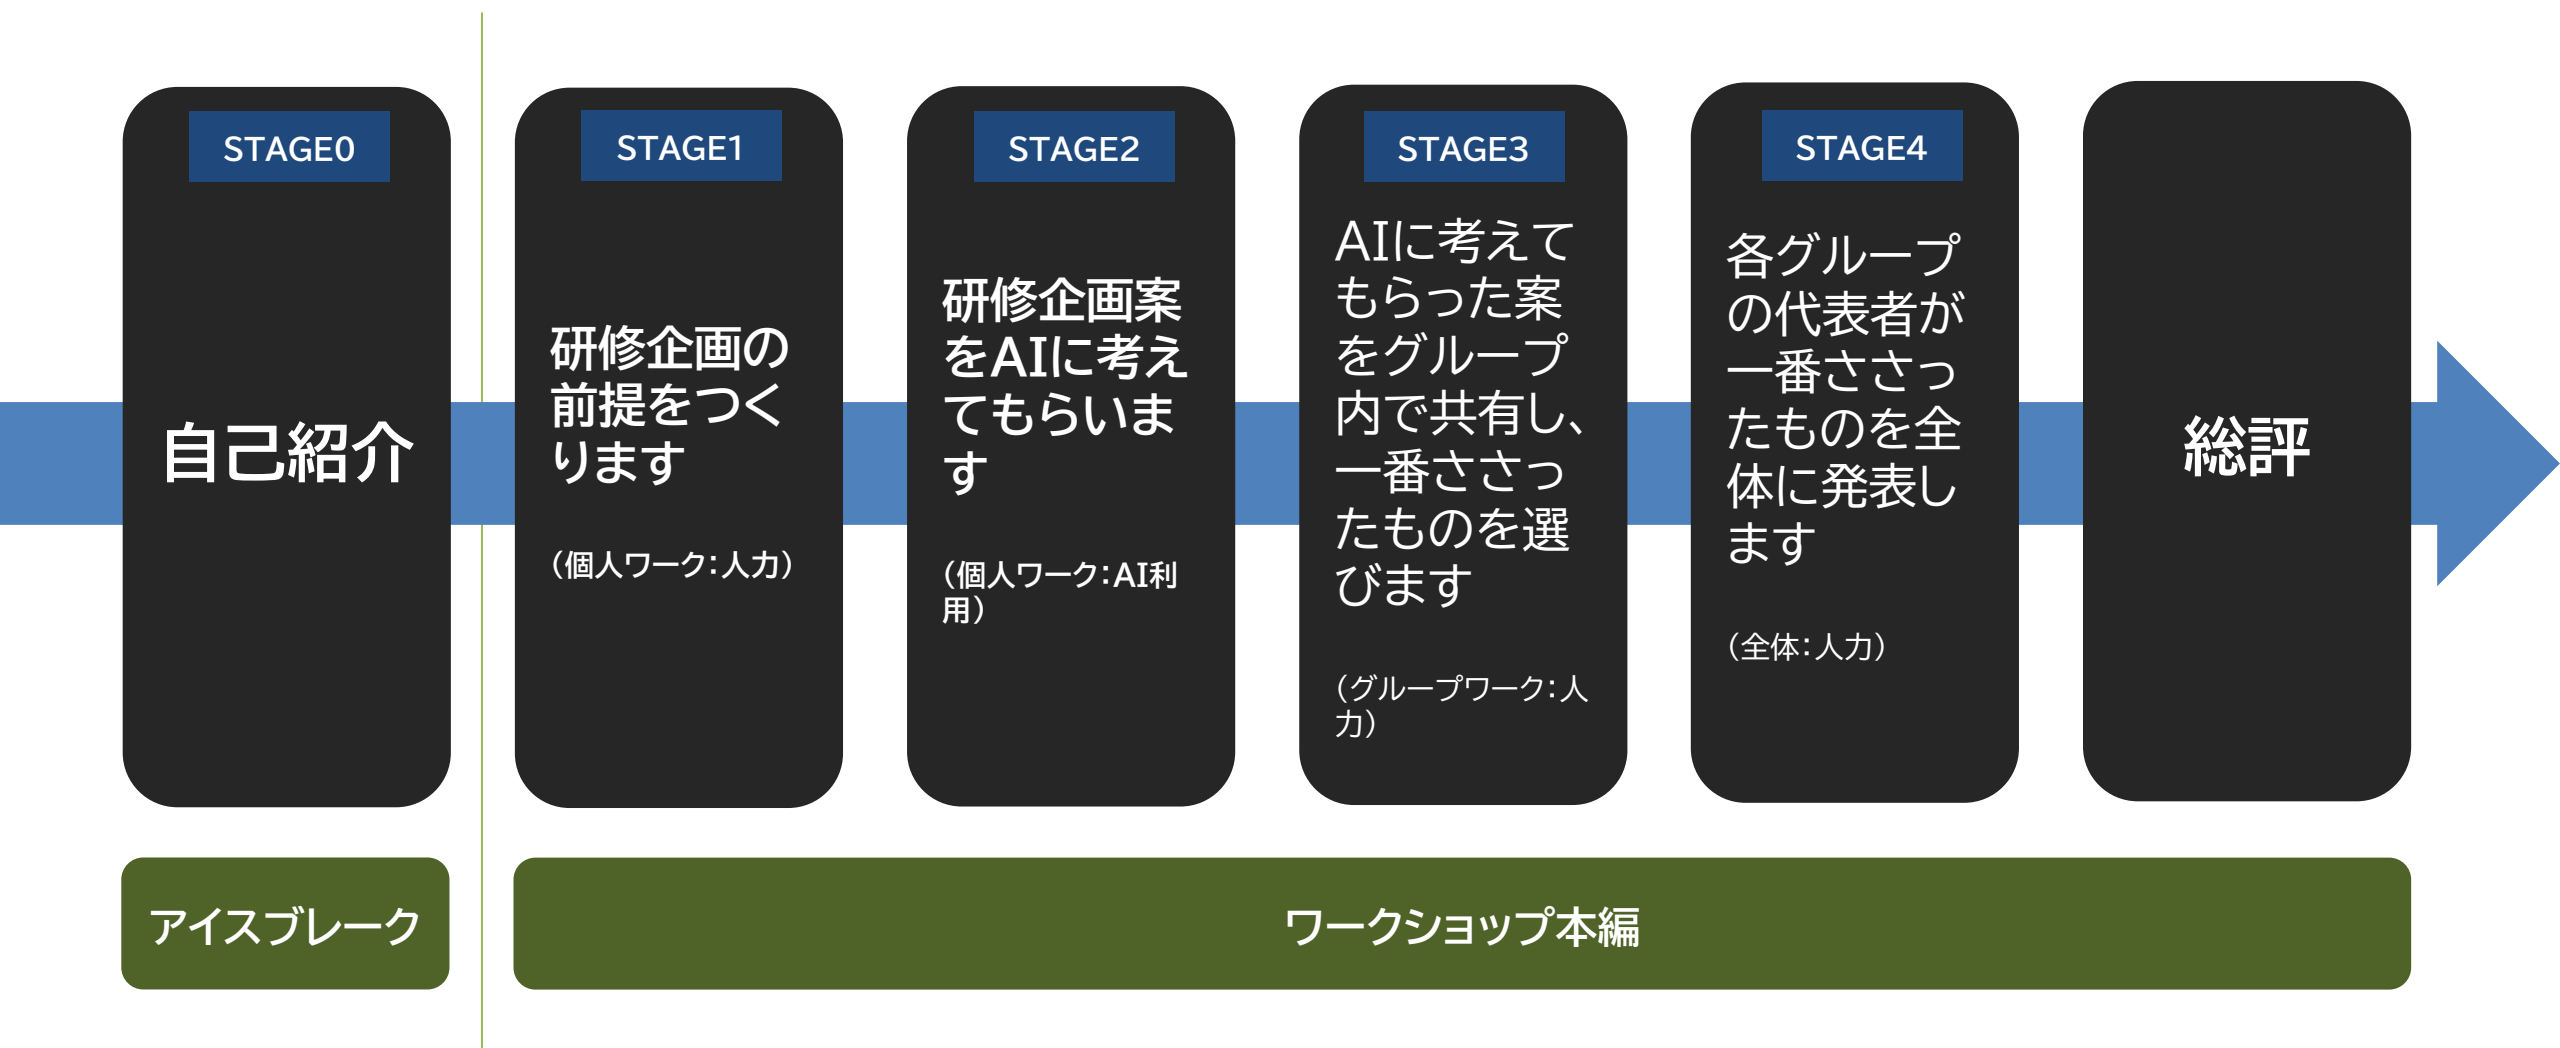 STAGE0
自己紹介
STAGE1
研修企画の
前提をつく
ります
（個人ワーク：人力）
STAGE2
研修企画案
をAIに考え
てもらいま
す
（個人ワーク：AI利
用）
STAGE3
AIに考えて
もらった案
をグループ
内で共有し、
一番ささっ
たものを選
びます
（グループワーク：人
力）
STAGE4
各グループ
の代表者が
一番ささっ
たものを全
体に発表し
ます
（全体：人力）
総評
アイスブレーク
ワークショップ本編